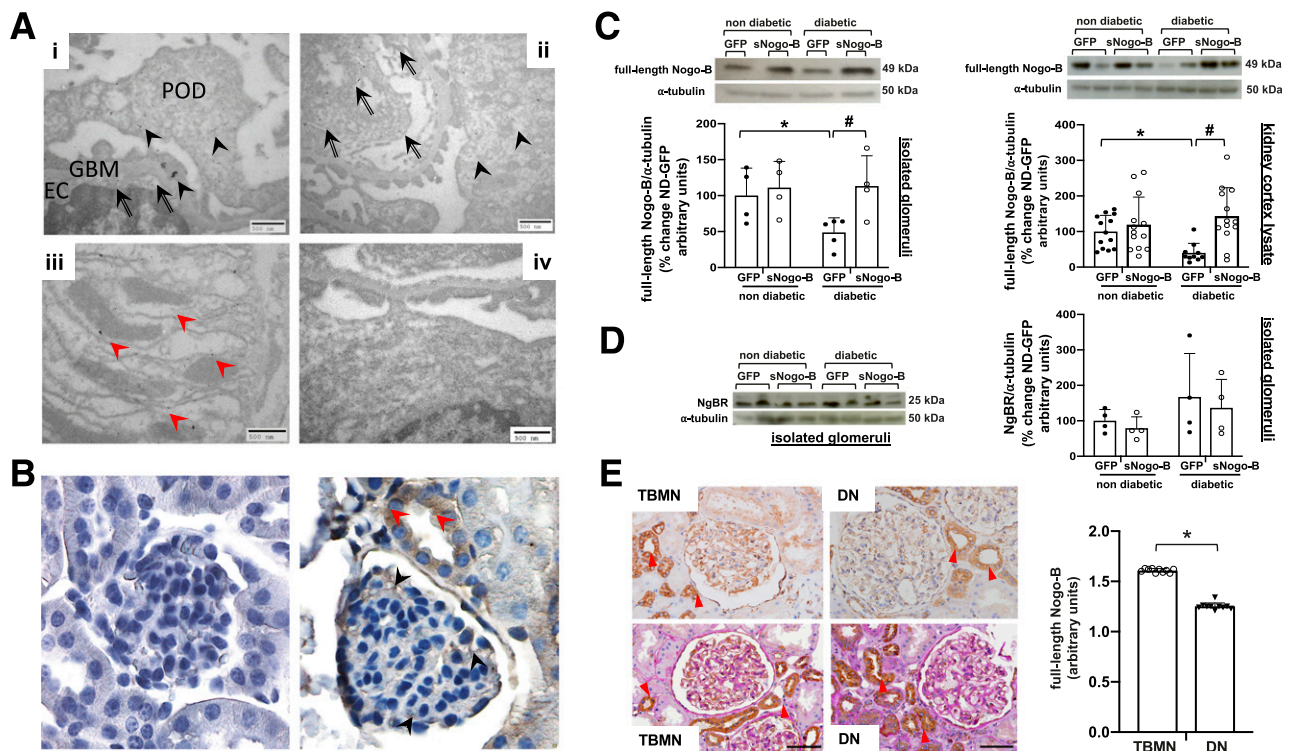 A
i
POD
GBM
EC
500 nm
ii
500 nm
iii
500 nm
iv
500 nm
B
C
non diabetic diabetic
GFP sNogo-B GFP sNogo-B
full-length Nogo-B 49 kDa
α-tubulin 50 kDa
full-length Nogo-B/α-tubulin
(% change ND-GFP
arbitrary units)
200
150
100
50
0
* #
GFP sNogo-B GFP sNogo-B
non diabetic diabetic
isolated glomeruli
non diabetic diabetic
GFP sNogo-B GFP sNogo-B
full-length Nogo-B 49 kDa
α-tubulin 50 kDa
full-length Nogo-B/α-tubulin
(% change ND-GFP
arbitrary units)
400
300
200
100
0
* #
GFP sNogo-B GFP sNogo-B
non diabetic diabetic
kidney cortex lysate
D
non diabetic diabetic
GFP sNogo-B GFP sNogo-B
NgBR 25 kDa
α-tubulin 50 kDa
isolated glomeruli
NgBR/α-tubulin
(% change ND-GFP
arbitrary units)
400
300
200
100
0
GFP sNogo-B GFP sNogo-B
non diabetic diabetic
isolated glomeruli
E
TBMN DN
TBMN DN
full-length Nogo-B
(arbitrary units)
2.0
1.5
1.0
0.5
0.0
*
TBMN DN